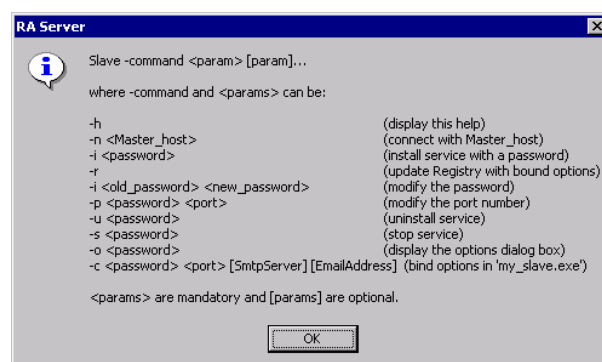 RA Server
Slave -command <param> [param]...
where -command and <params> can be:
-h (display this help)
-n <Master_host> (connect with Master_host)
-i <password> (install service with a password)
-r (update Registry with bound options)
-i <old_password> <new_password> (modify the password)
-p <password> <port> (modify the port number)
-u <password> (uninstall service)
-s <password> (stop service)
-o <password> (display the options dialog box)
-c <password> <port> [SmtpServer] [EmailAddress] (bind options in 'my_slave.exe')
<params> are mandatory and [params] are optional.
OK